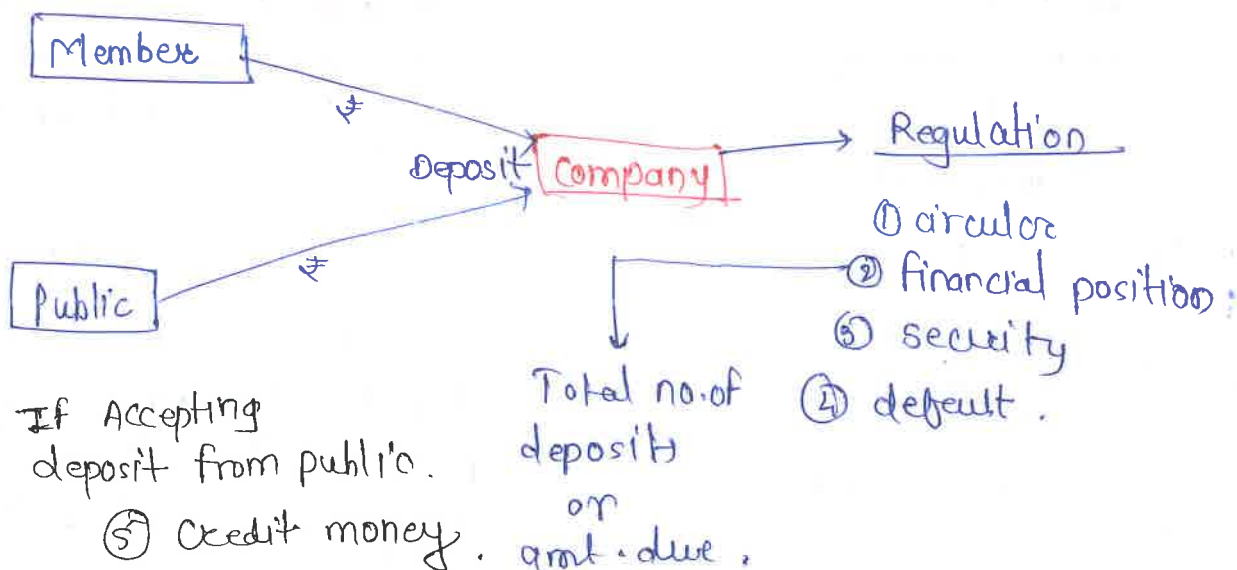 Member
₹
Deposit
Company
Regulation
① circular
② financial position
③ security
④ default.
Public
₹
Total no. of
deposits
or
amt. due.
If Accepting
deposit from public.
⑤ Credit money.